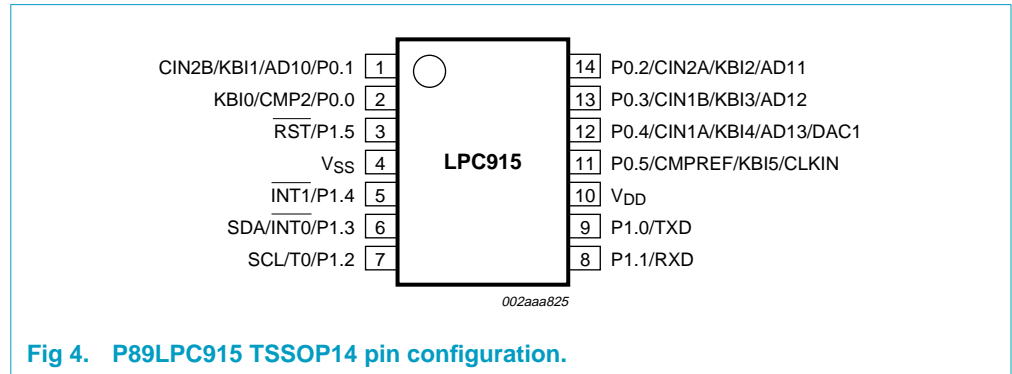 CIN2B/KBI1/AD10/P0.1 1 14 P0.2/CIN2A/KBI2/AD11
KBI0/CMP2/P0.0 2 13 P0.3/CIN1B/KBI3/AD12
RST/P1.5 3 12 P0.4/CIN1A/KBI4/AD13/DAC1
VSS 4 LPC915 11 P0.5/CMPREF/KBI5/CLKIN
INT1/P1.4 5 10 VDD
SDA/INT0/P1.3 6 9 P1.0/TXD
SCL/T0/P1.2 7 8 P1.1/RXD
002aaa825
Fig 4. P89LPC915 TSSOP14 pin configuration.